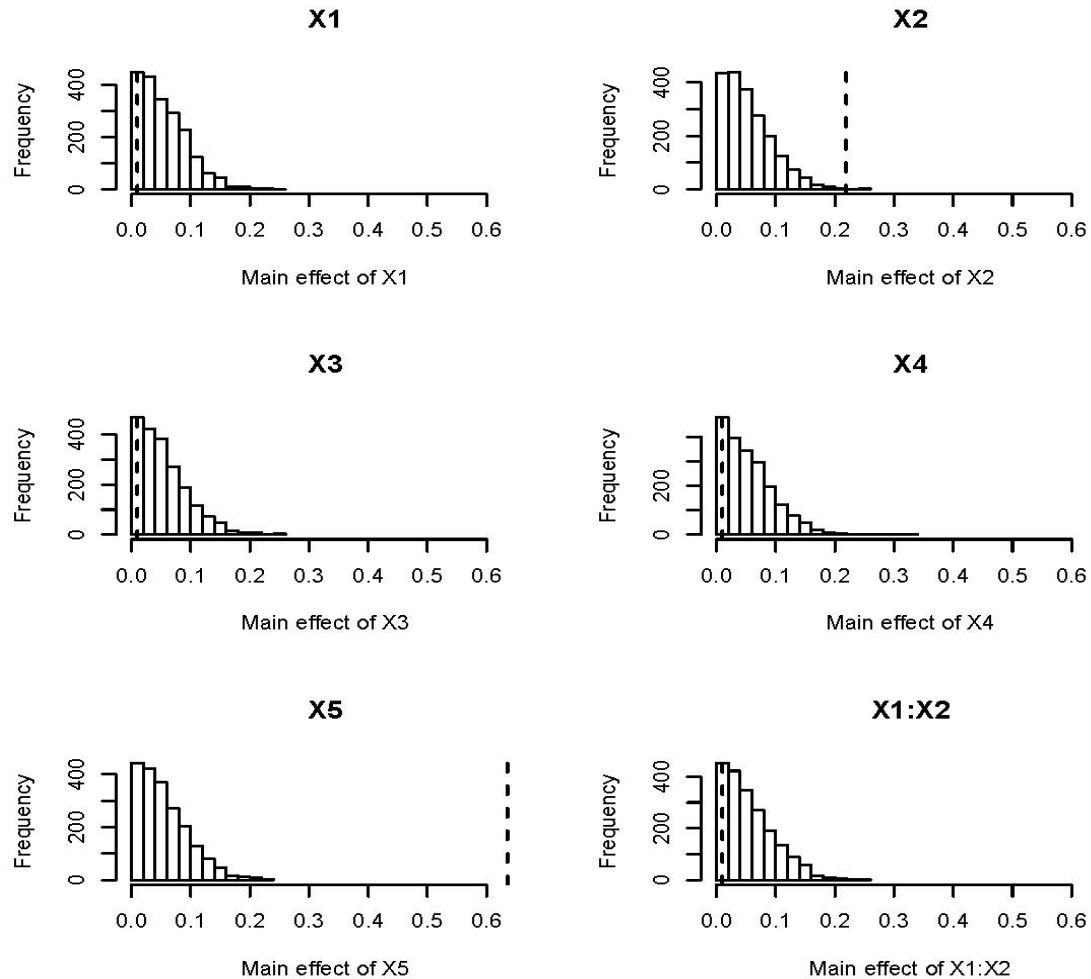 X1 X2
Frequency 400 200 0 Frequency 400 200 0
0.0 0.1 0.2 0.3 0.4 0.5 0.6 0.0 0.1 0.2 0.3 0.4 0.5 0.6
Main effect of X1 Main effect of X2
X3 X4
Frequency 400 200 0 Frequency 200 0
0.0 0.1 0.2 0.3 0.4 0.5 0.6 0.0 0.1 0.2 0.3 0.4 0.5 0.6
Main effect of X3 Main effect of X4
X5 X1:X2
Frequency 400 200 0 Frequency 400 200 0
0.0 0.1 0.2 0.3 0.4 0.5 0.6 0.0 0.1 0.2 0.3 0.4 0.5 0.6
Main effect of X5 Main effect of X1:X2